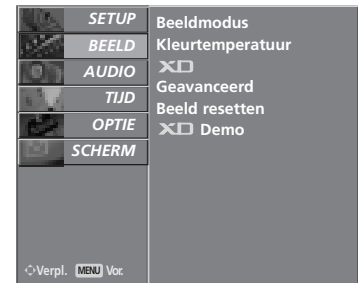 SETUP
BEELD
AUDIO
TIJD
OPTIE
SCHERM
Verpl. MENU Vor.
Beeldmodus
Kleurtemperatuur
XD
Geavanceerd
Beeld resetten
XD Demo